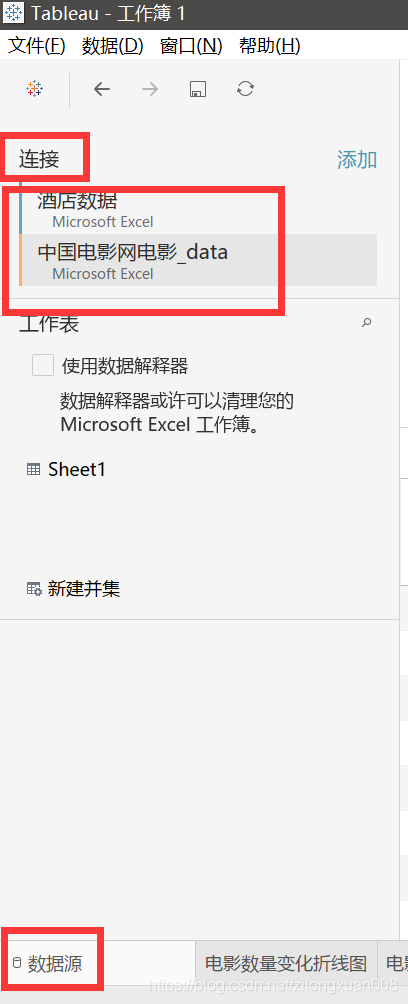 Tableau - 工作簿 1
文件(F) 数据(D) 窗口(N) 帮助(H)
连接 添加
酒店数据
Microsoft Excel
中国电影网电影_data
Microsoft Excel
工作表
使用数据解释器
数据解释器或许可以清理您的
Microsoft Excel 工作簿。
Sheet1
新建并集
数据源 电影数量变化折线图 电影
https://blog.csdn.net/zilongxuan008